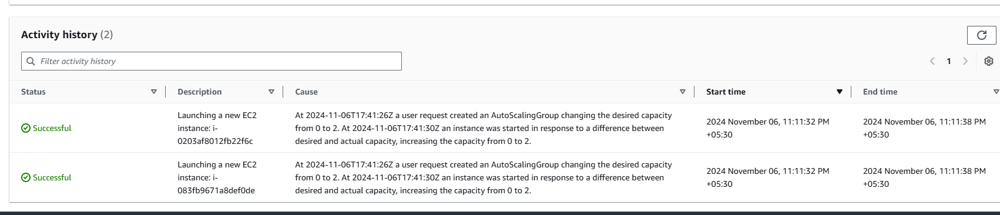 Activity history (2)
Filter activity history
1
Status Description Cause Start time End time
Successful
Launching a new EC2
instance: i-
0203af8012fb22f6c
At 2024-11-06T17:41:26Z a user request created an AutoScalingGroup changing the desired capacity
from 0 to 2. At 2024-11-06T17:41:30Z an instance was started in response to a difference between
desired and actual capacity, increasing the capacity from 0 to 2.
2024 November 06, 11:11:32 PM
+05:30
2024 November 06, 11:11:38 PM
+05:30
Successful
Launching a new EC2
instance: i-
083fb9671a8def0de
At 2024-11-06T17:41:26Z a user request created an AutoScalingGroup changing the desired capacity
from 0 to 2. At 2024-11-06T17:41:30Z an instance was started in response to a difference between
desired and actual capacity, increasing the capacity from 0 to 2.
2024 November 06, 11:11:32 PM
+05:30
2024 November 06, 11:11:38 PM
+05:30